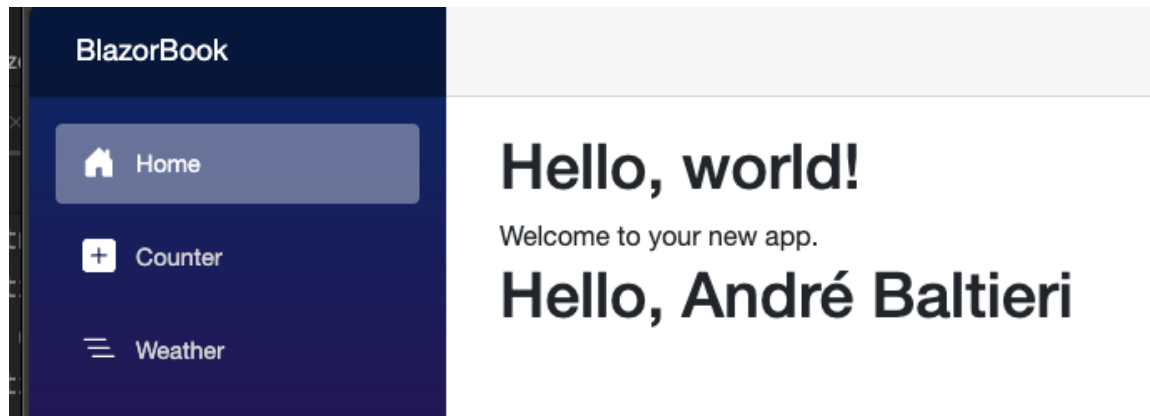 BlazorBook
Home
Counter
Weather
Hello, world!
Welcome to your new app.
Hello, André Baltieri